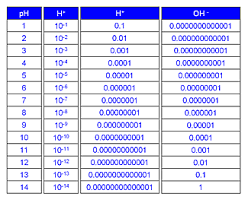 pH H⁺ H⁺ OH⁻
1 10⁻¹ 0.1 0.0000000000001
2 10⁻² 0.01 0.000000000001
3 10⁻³ 0.001 0.00000000001
4 10⁻⁴ 0.0001 0.0000000001
5 10⁻⁵ 0.00001 0.000000001
6 10⁻⁶ 0.000001 0.00000001
7 10⁻⁷ 0.0000001 0.0000001
8 10⁻⁸ 0.00000001 0.000001
9 10⁻⁹ 0.000000001 0.00001
10 10⁻¹⁰ 0.0000000001 0.0001
11 10⁻¹¹ 0.00000000001 0.001
12 10⁻¹² 0.000000000001 0.01
13 10⁻¹³ 0.0000000000001 0.1
14 10⁻¹⁴ 0.00000000000001 1